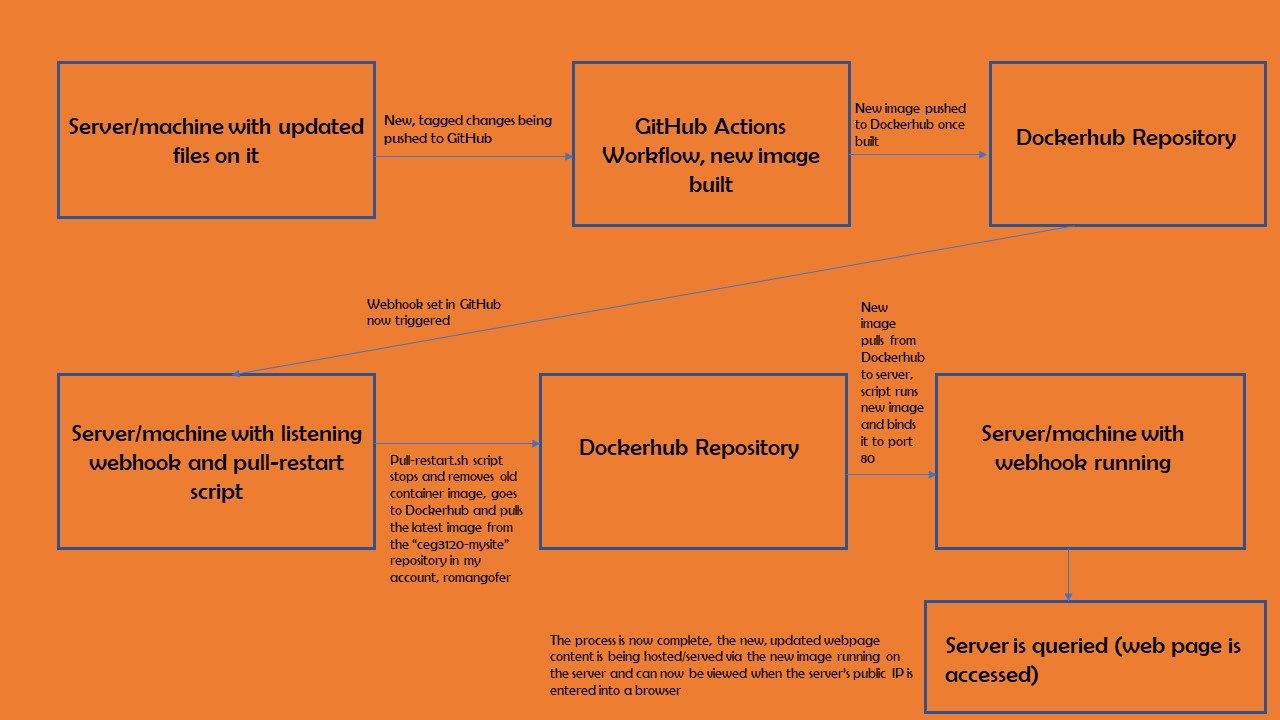 Server/machine with updated
files on it
New, tagged changes being
pushed to GitHub
GitHub Actions
Workflow, new image
built
New image pushed
to Dockerhub once
built
Dockerhub Repository
Webhook set in GitHub
now triggered
Server/machine with listening
webhook and pull-restart
script
Pull-restart.sh script
stops and removes old
container image, goes
to Dockerhub and pulls
the latest image from
the “ceg3120-mysite”
repository in my
account, romangofer
Dockerhub Repository
New
image
pulls from
Dockerhub
to server,
script runs
new image
and binds
it to port
80
Server/machine with
webhook running
The process is now complete, the new, updated webpage
content is being hosted/served via the new image running on
the server and can now be viewed when the server's public IP is
entered into a browser
Server is queried (web page is
accessed)